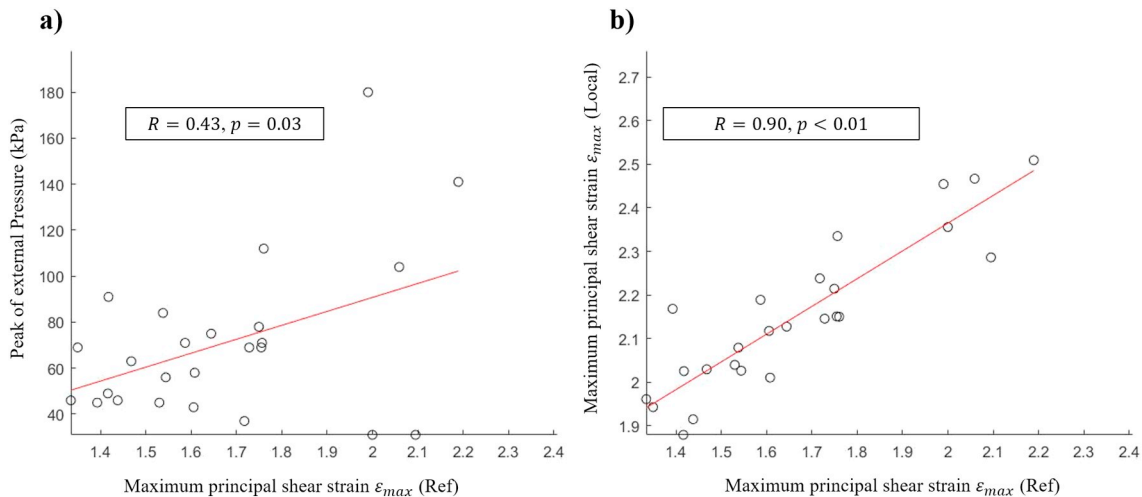 a)
R = 0.43, p = 0.03
Peak of external Pressure (kPa)
180
160
140
120
100
80
60
40
1.4 1.5 1.6 1.7 1.8 1.9 2 2.1 2.2 2.3 2.4
Maximum principal shear strain ε_max (Ref)
b)
R = 0.90, p < 0.01
Maximum principal shear strain ε_max (Local)
2.7
2.6
2.5
2.4
2.3
2.2
2.1
2
1.9
1.4 1.5 1.6 1.7 1.8 1.9 2 2.1 2.2 2.3 2.4
Maximum principal shear strain ε_max (Ref)